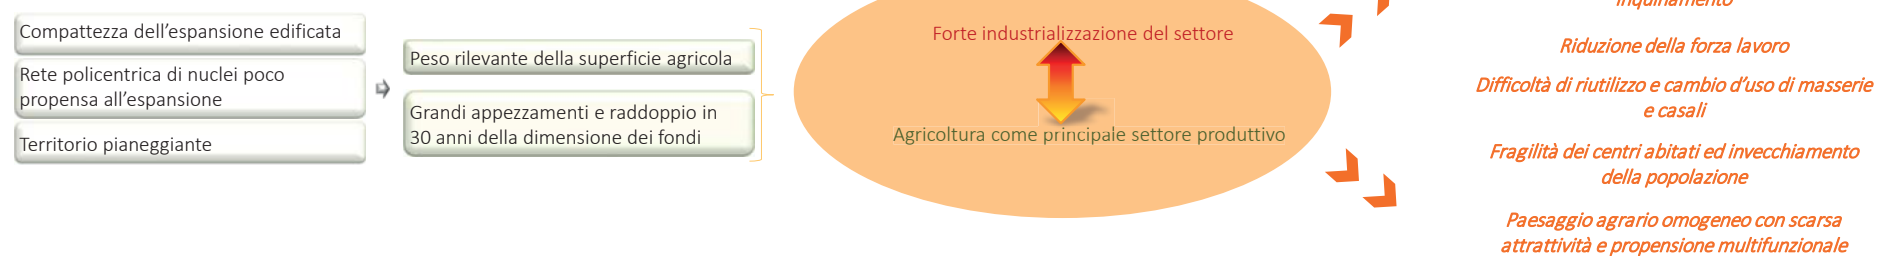 Compattezza dell'espansione edificata
Rete policentrica di nuclei poco
propensa all'espansione
Territorio pianeggiante
Peso rilevante della superficie agricola
Grandi appezzamenti e raddoppio in
30 anni della dimensione dei fondi
Forte industrializzazione del settore
Agricoltura come principale settore produttivo
inquinamento
Riduzione della forza lavoro
Difficoltà di riutilizzo e cambio d'uso di masserie
e casali
Fragilità dei centri abitati ed invecchiamento
della popolazione
Paesaggio agrario omogeneo con scarsa
attrattività e propensione multifunzionale